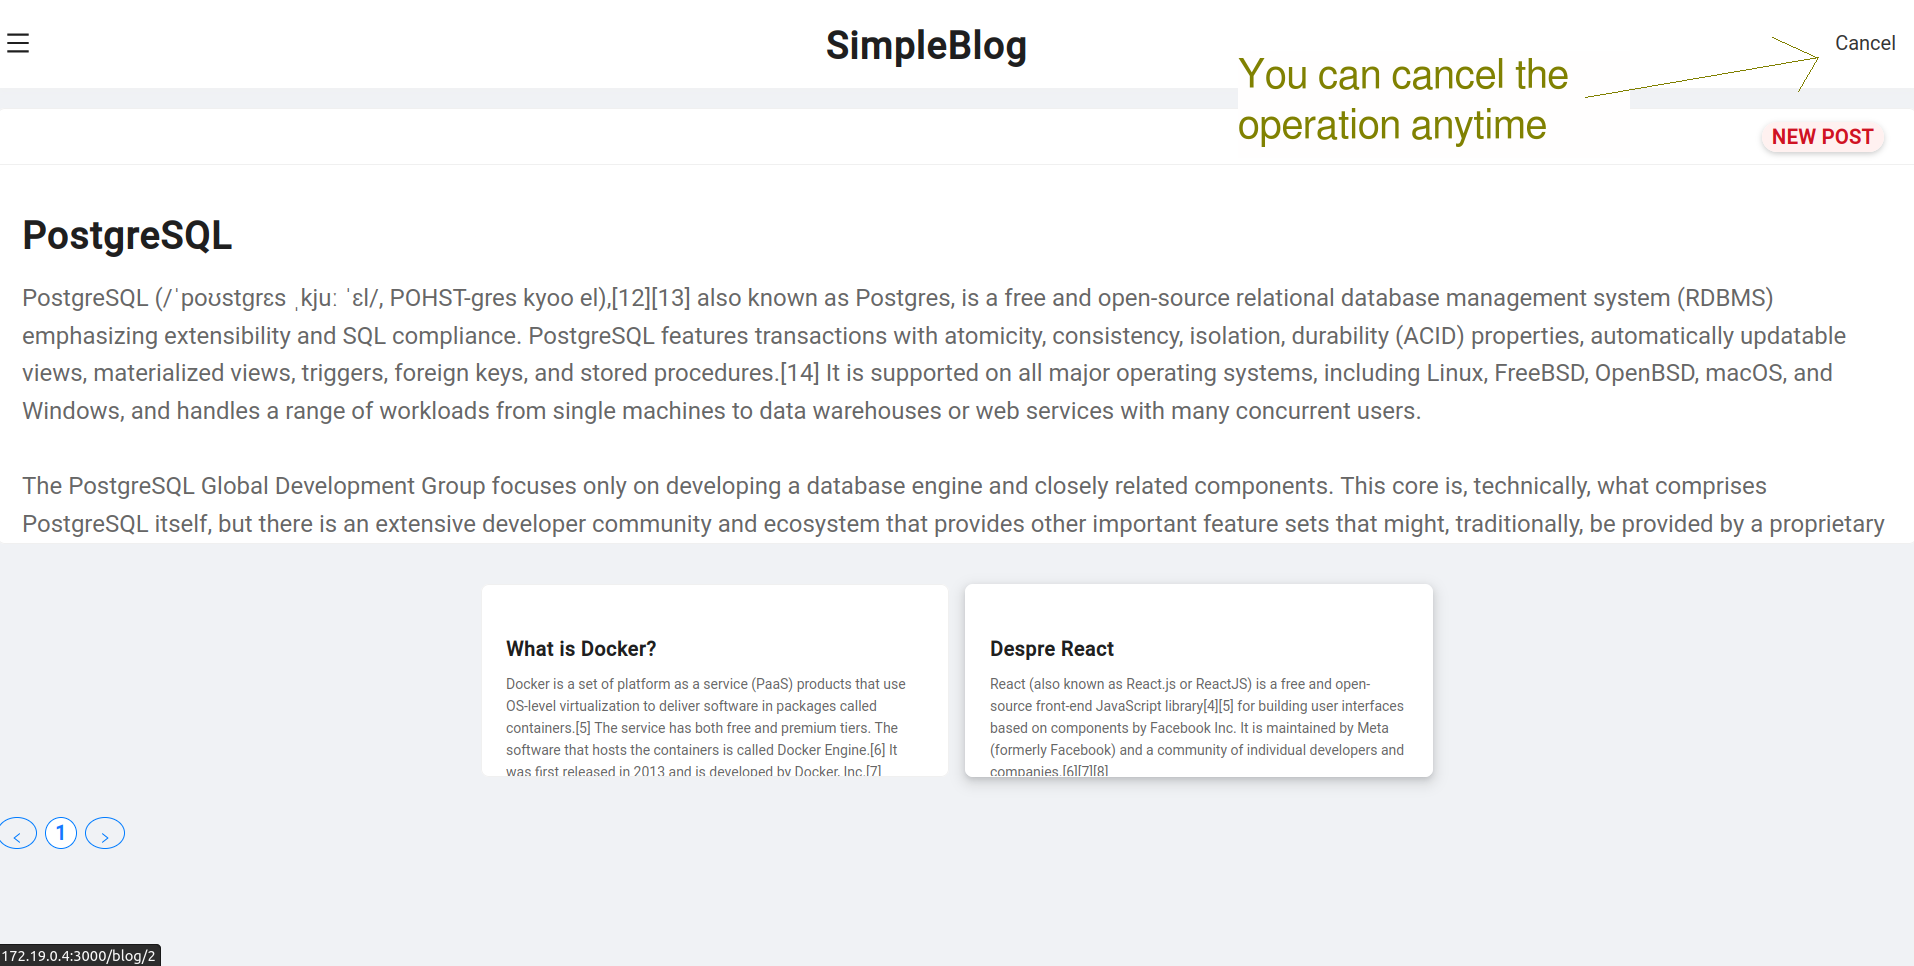 SimpleBlog
Cancel
You can cancel the
operation anytime
NEW POST
PostgreSQL
PostgreSQL (/ˈpoʊstɡrɛs ˌkjuː ˈɛl/, POHST-gres kyoo el),[12][13] also known as Postgres, is a free and open-source relational database management system (RDBMS)
emphasizing extensibility and SQL compliance. PostgreSQL features transactions with atomicity, consistency, isolation, durability (ACID) properties, automatically updatable
views, materialized views, triggers, foreign keys, and stored procedures.[14] It is supported on all major operating systems, including Linux, FreeBSD, OpenBSD, macOS, and
Windows, and handles a range of workloads from single machines to data warehouses or web services with many concurrent users.
The PostgreSQL Global Development Group focuses only on developing a database engine and closely related components. This core is, technically, what comprises
PostgreSQL itself, but there is an extensive developer community and ecosystem that provides other important feature sets that might, traditionally, be provided by a proprietary
What is Docker?
Docker is a set of platform as a service (PaaS) products that use
OS-level virtualization to deliver software in packages called
containers.[5] The service has both free and premium tiers. The
software that hosts the containers is called Docker Engine.[6] It
was first released in 2013 and is developed by Docker, Inc.[7]
Despre React
React (also known as React.js or ReactJS) is a free and open-
source front-end JavaScript library[4][5] for building user interfaces
based on components by Facebook Inc. It is maintained by Meta
(formerly Facebook) and a community of individual developers and
companies.[6][7][8]
< 1 >
172.19.0.4:3000/blog/2